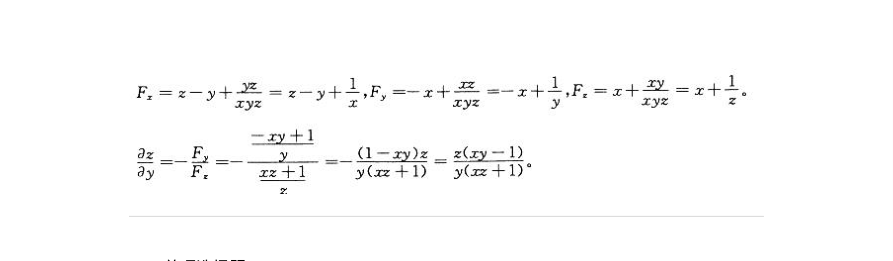 F_x = z − y + yz/xyz = z − y + 1/x, F_y = −x + xz/xyz = −x + 1/y, F_z = x + xy/xyz = x + 1/z。
∂z/∂y = −F_y/F_z = −((−xy+1)/y)/((xz+1)/z) = −(1−xy)z/y(xz+1) = z(xy−1)/y(xz+1)。